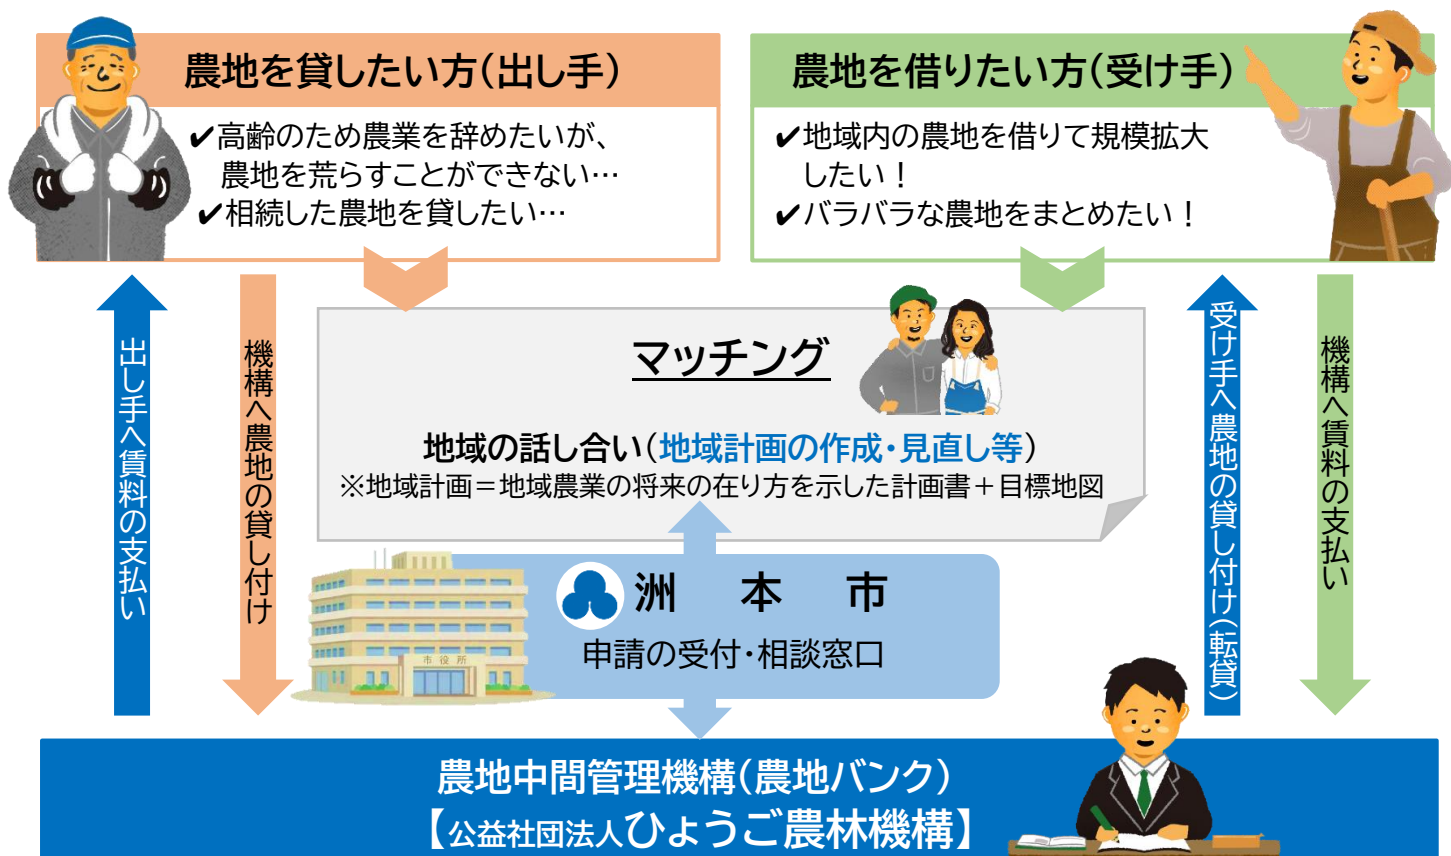 農地を貸したい方(出し手)
✔高齢のため農業を辞めたいが、
農地を荒らすことができない…
✔相続した農地を貸したい…
農地を借りたい方(受け手)
✔地域内の農地を借りて規模拡大
したい!
✔バラバラな農地をまとめたい!
出し手へ賃料の支払い
機構へ農地の貸し付け
マッチング
地域の話し合い(地域計画の作成・見直し等)
※地域計画=地域農業の将来の在り方を示した計画書+目標地図
受け手へ農地の貸し付け(転貸)
機構へ賃料の支払い
市役所
洲本市
申請の受付・相談窓口
農地中間管理機構(農地バンク)
【公益社団法人ひょうご農林機構】